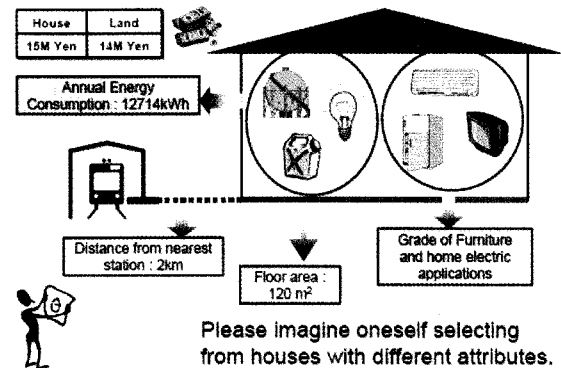 House Land
15M Yen 14M Yen
Annual Energy
Consumption : 12714kWh
Distance from nearest
station : 2km
Floor area :
120 m²
Grade of Furniture
and home electric
applications
Please imagine oneself selecting
from houses with different attributes.